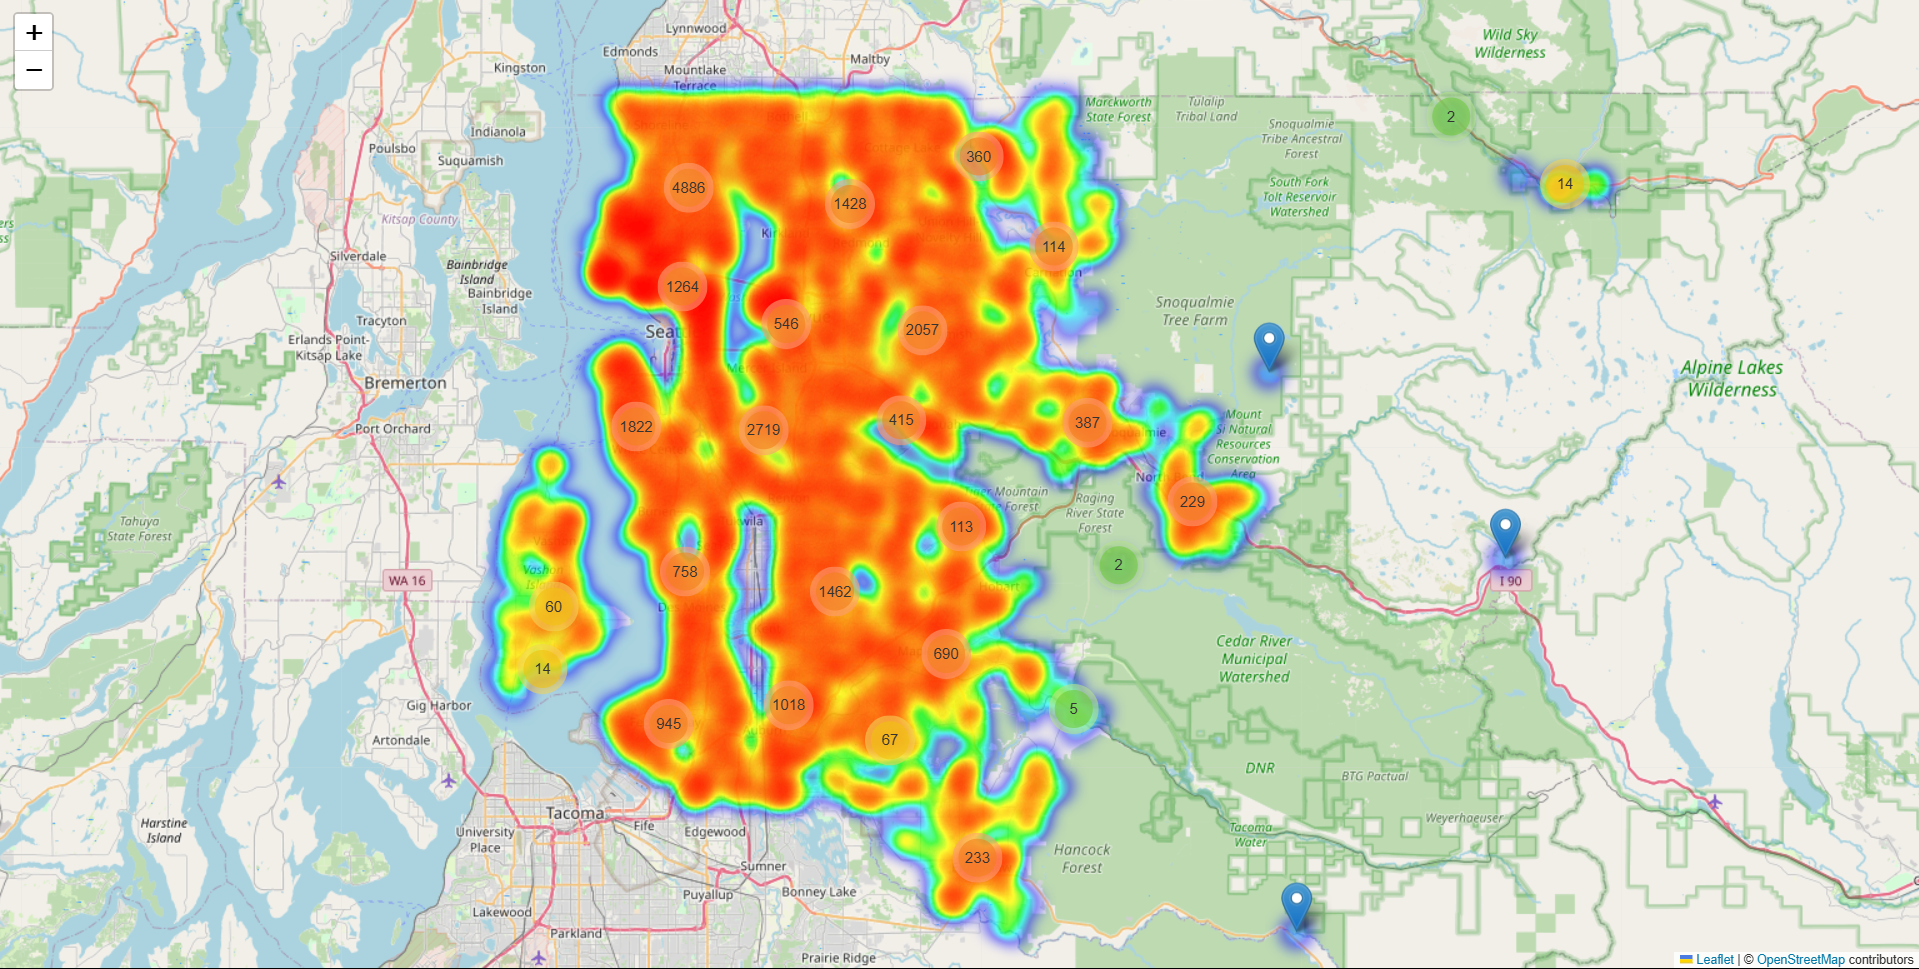 +
−
Lynnwood
Edmonds
Maltby
Kingston
Mountlake
Terrace
Wild Sky
Wilderness
Marckworth
State Forest
Tulalip
Tribal Land
2
Snoqualmie
Tribe Ancestral
Forest
Indianola
Poulsbo
Suquamish
360
14
4886
1428
South Fork
Tolt Resorvoir
Watershed
Kitsap County
114
Silverdale
Bainbridge
Island
Bainbridge
Island
1264
Snoqualmie
Tree Farm
Tracyton
546
2057
Erlands Point-
Kitsap Lake
Alpine Lakes
Wilderness
Bremerton
Port Orchard
1822
2719
415
387
Mount
Si Natural
Resources
Conservation
Area
229
Raging
River State
Forest
Tahuya
State Forest
113
758
2
WA 16
1462
I 90
60
Cedar River
Municipal
Watershed
690
14
Gig Harbor
1018
5
945
67
Artondale
DNR
BTG Pactual
Tacoma
Fife
Edgewood
Weyerhaeuser
Harstine
Island
University
Place
Tacoma
Water
Hancock
Forest
233
Sumner
Puyallup
Bonney Lake
Lakewood
Parkland
Prairie Ridge
Leaflet | © OpenStreetMap contributors